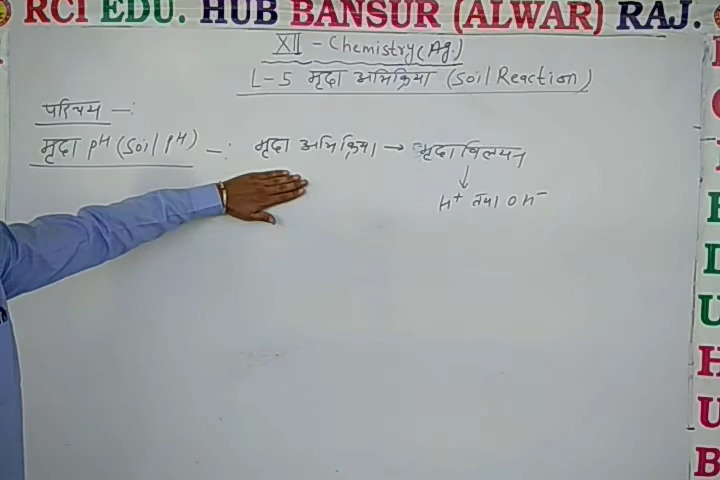 RCI EDU. HUB BANSUR (ALWAR) RAJ.
XII - Chemistry (Ag.)
L-5 मृदा अभिक्रिया (Soil Reaction)
परिचय -:
मृदा pH (Soil pH) -: मृदा अभिक्रिया → मृदा विलयन
↓
H⁺ तथा OH⁻
E
D
U
H
U
B